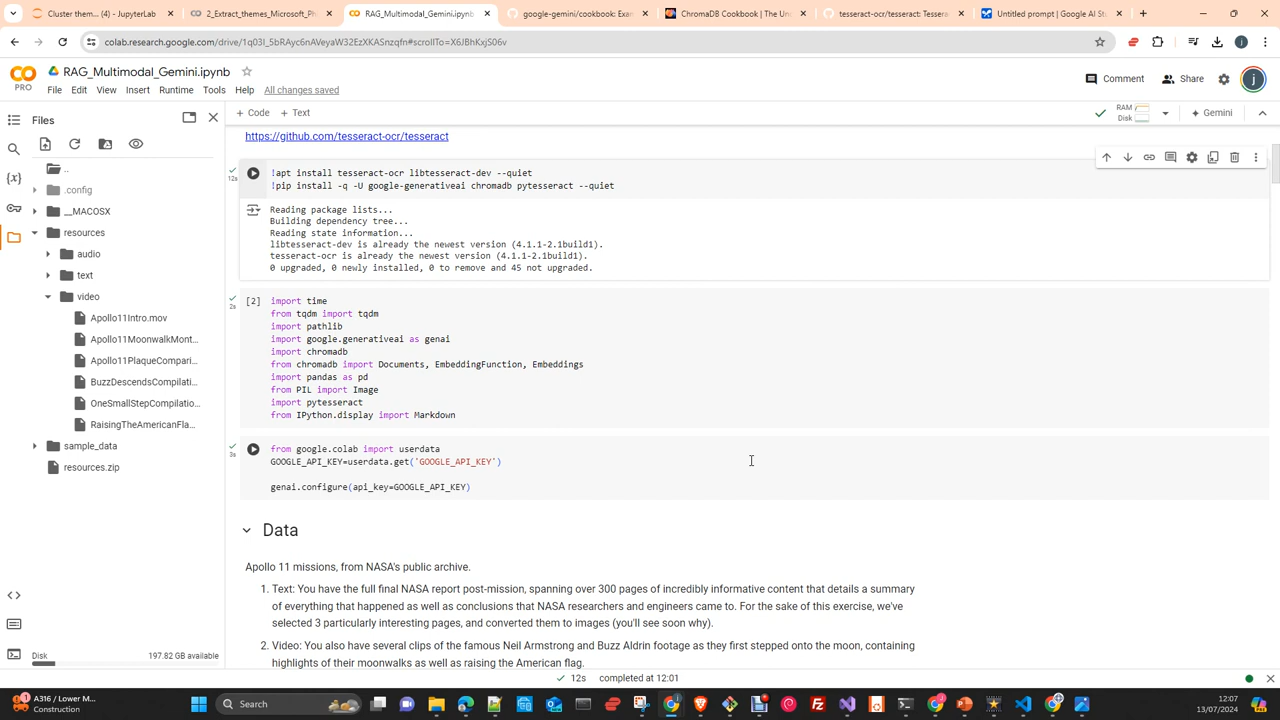 Cluster them... (4) - JupyterLab
2_Extract_themes_Microsoft_Ph
RAG_Multimodal_Gemini.ipynb
google-gemini/cookbook: Exa
ChromaDB Cookbook | The Un
tesseract-ocr/tesseract: Tessera
Untitled prompt | Google AI St
colab.research.google.com/drive/1q03I_5bRAyc6nAVeyaW32EzXKASnzqfn#scrollTo=X6JBhKxjS06v
RAG_Multimodal_Gemini.ipynb
Comment
Share
j
PRO
File Edit View Insert Runtime Tools Help All changes saved
Files
+ Code + Text
RAM
Disk
Gemini
https://github.com/tesseract-ocr/tesseract
..
.config
__MACOSX
resources
audio
text
video
Apollo11Intro.mov
Apollo11MoonwalkMont...
Apollo11PlaqueCompari...
BuzzDescendsCompilati...
OneSmallStepCompilatio...
RaisingTheAmericanFla...
sample_data
resources.zip
12s
!apt install tesseract-ocr libtesseract-dev --quiet
!pip install -q -U google-generativeai chromadb pytesseract --quiet
Reading package lists...
Building dependency tree...
Reading state information...
libtesseract-dev is already the newest version (4.1.1-2.1build1).
tesseract-ocr is already the newest version (4.1.1-2.1build1).
0 upgraded, 0 newly installed, 0 to remove and 45 not upgraded.
2s
[2]
import time
from tqdm import tqdm
import pathlib
import google.generativeai as genai
import chromadb
from chromadb import Documents, EmbeddingFunction, Embeddings
import pandas as pd
from PIL import Image
import pytesseract
from IPython.display import Markdown
3s
from google.colab import userdata
GOOGLE_API_KEY=userdata.get('GOOGLE_API_KEY')
genai.configure(api_key=GOOGLE_API_KEY)
Data
Apollo 11 missions, from NASA's public archive.
1. Text: You have the full final NASA report post-mission, spanning over 300 pages of incredibly informative content that details a summary
of everything that happened as well as conclusions that NASA researchers and engineers came to. For the sake of this exercise, we've
selected 3 particularly interesting pages, and converted them to images (you'll see soon why).
2. Video: You also have several clips of the famous Neil Armstrong and Buzz Aldrin footage as they first stepped onto the moon, containing
highlights of their moonwalks as well as raising the American flag.
Disk 197.82 GB available
12s completed at 12:01
A316 / Lower M...
Construction
Search
12:07
13/07/2024